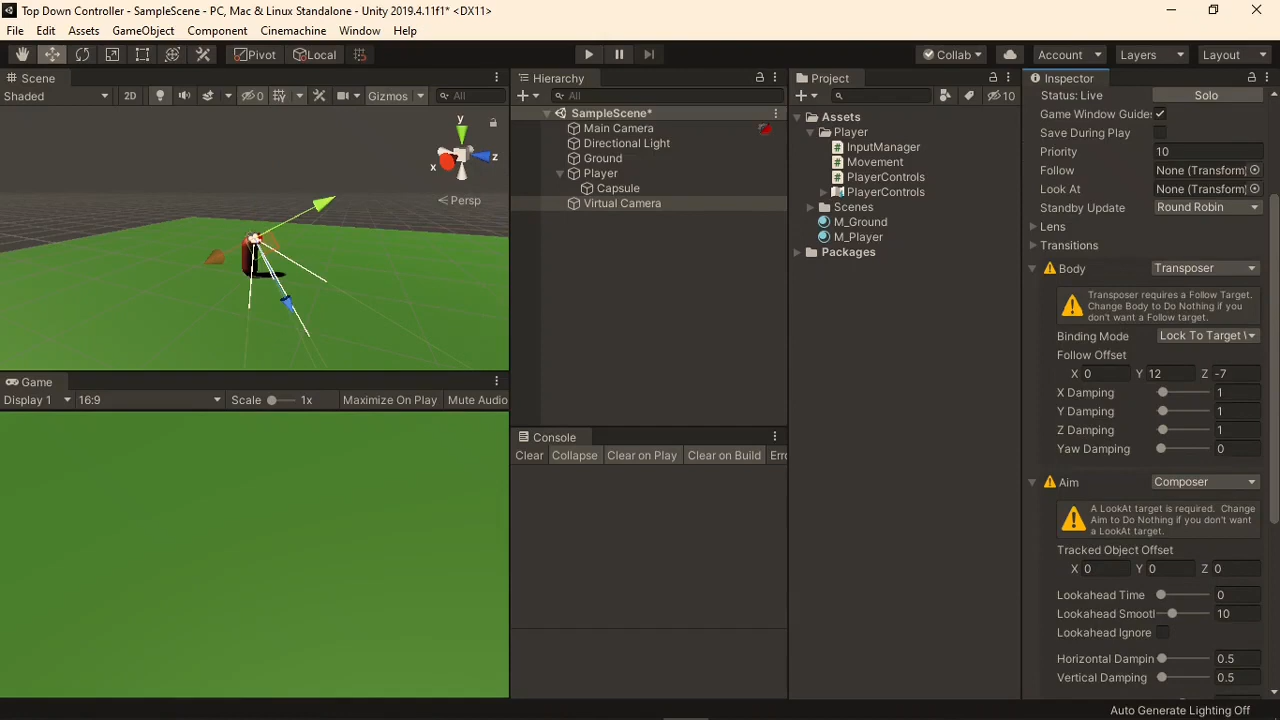 Top Down Controller - SampleScene - PC, Mac & Linux Standalone - Unity 2019.4.11f1* <DX11>
File Edit Assets GameObject Component Cinemachine Window Help
Pivot Local Collab Account Layers Layout
Scene
Shaded 2D 0 Gizmos All
y
x
z
Persp
Game
Display 1 16:9 Scale 1x Maximize On Play Mute Audio
Hierarchy
All
SampleScene*
Main Camera
Directional Light
Ground
Player
Capsule
Virtual Camera
Console
Clear Collapse Clear on Play Clear on Build Erro
Project
10
Assets
Player
InputManager
Movement
PlayerControls
PlayerControls
Scenes
M_Ground
M_Player
Packages
Inspector
Status: Live Solo
Game Window Guides
Save During Play
Priority 10
Follow None (Transform)
Look At None (Transform)
Standby Update Round Robin
Lens
Transitions
Body Transposer
Transposer requires a Follow Target.
Change Body to Do Nothing if you
don't want a Follow target.
Binding Mode Lock To Target \
Follow Offset
X 0 Y 12 Z -7
X Damping 1
Y Damping 1
Z Damping 1
Yaw Damping 0
Aim Composer
A LookAt target is required. Change
Aim to Do Nothing if you don't want
a LookAt target.
Tracked Object Offset
X 0 Y 0 Z 0
Lookahead Time 0
Lookahead Smootl 10
Lookahead Ignore
Horizontal Dampin 0.5
Vertical Damping 0.5
Auto Generate Lighting Off